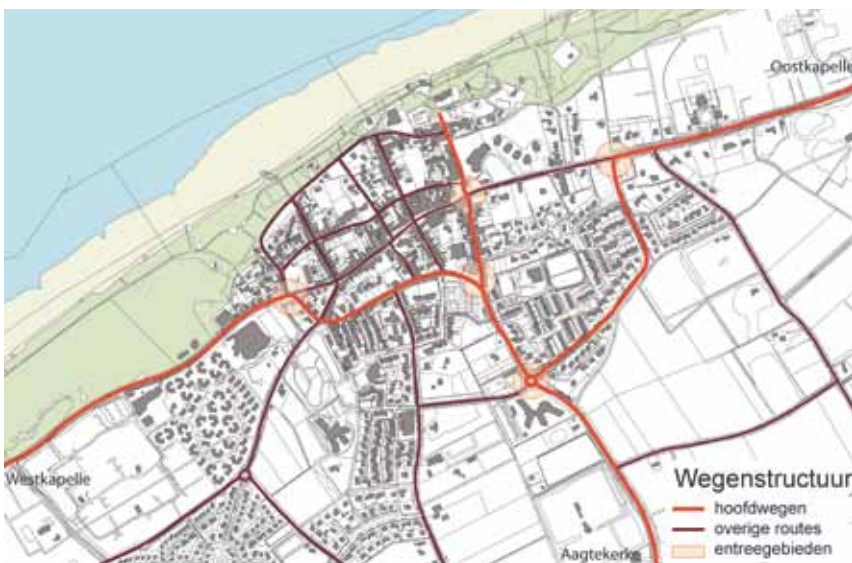 Oostkapelle
Westkapelle
Aagtekerke
Wegenstructuur
hoofdwegen
overige routes
entreegebieden